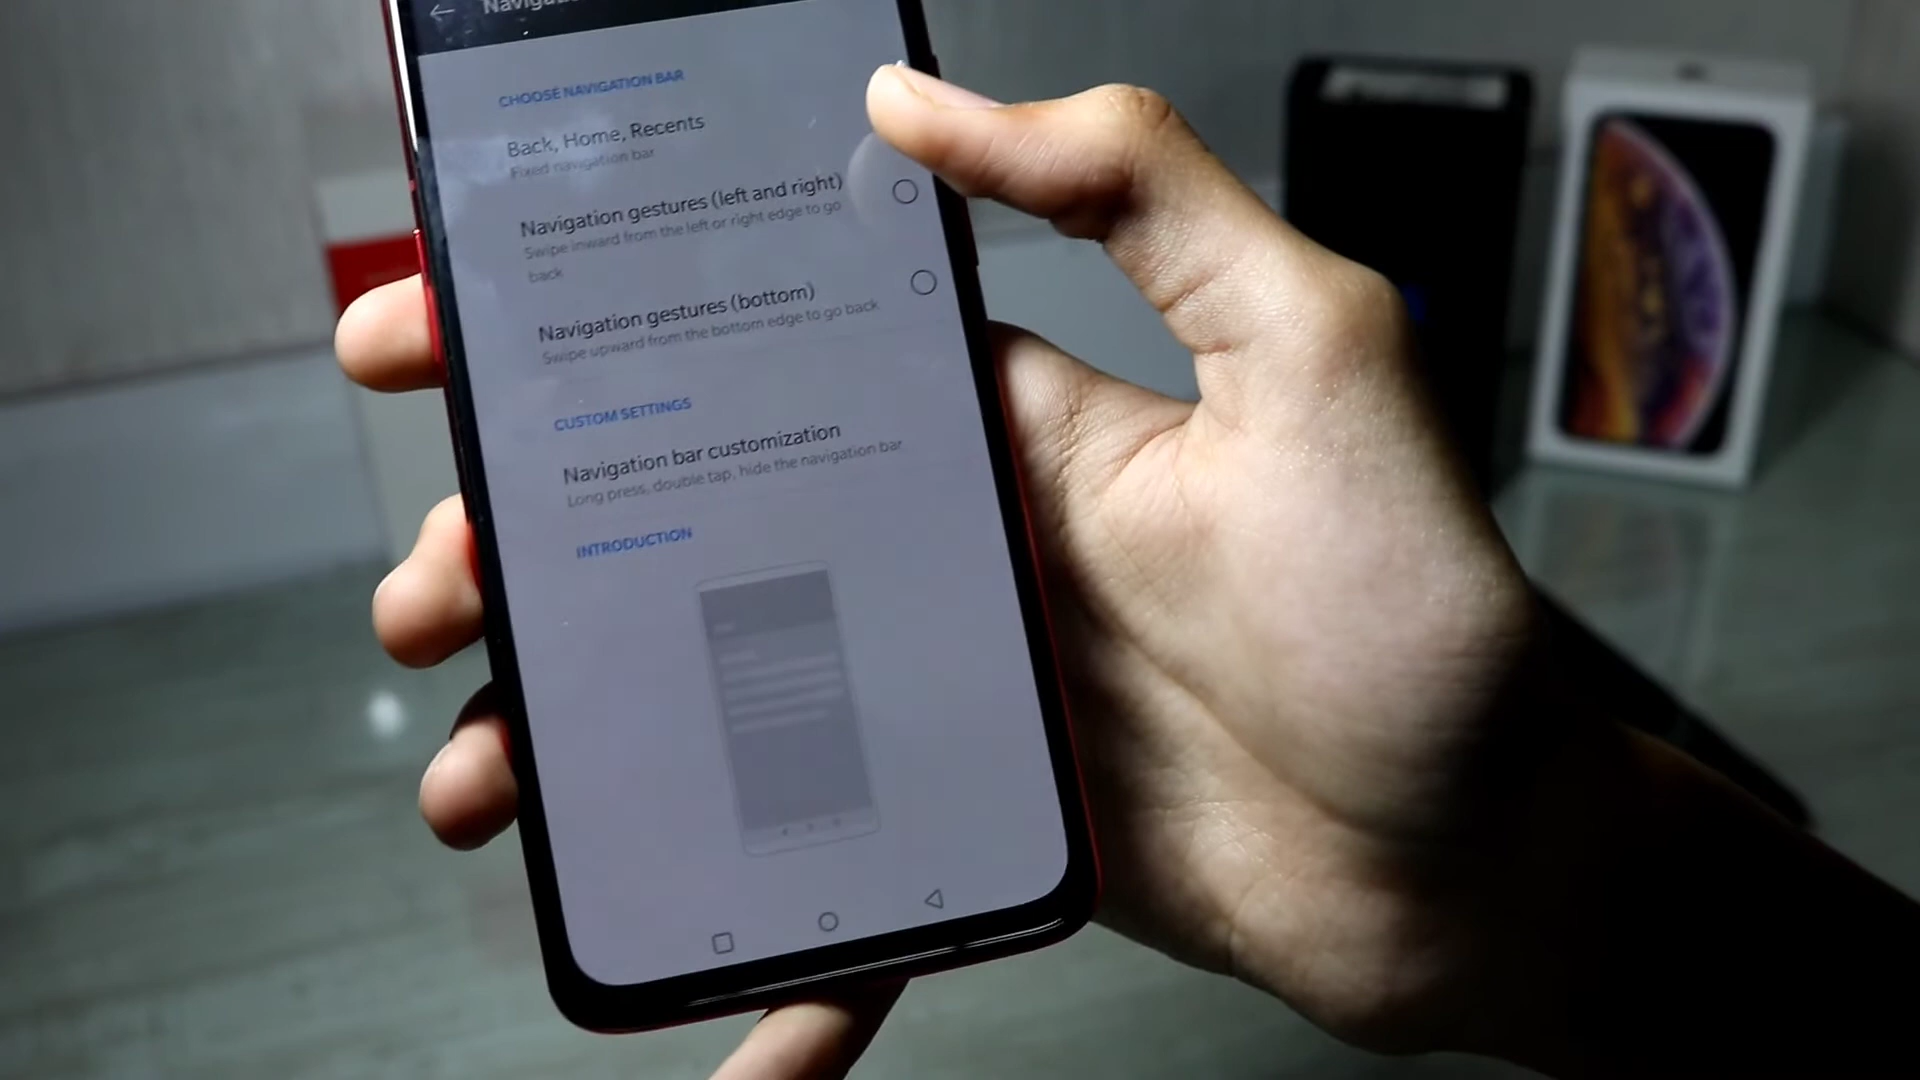 CHOOSE NAVIGATION BAR
Back, Home, Recents
Fixed navigation bar
Navigation gestures (left and right)
Swipe inward from the left or right edge to go
back
Navigation gestures (bottom)
Swipe upward from the bottom edge to go back
CUSTOM SETTINGS
Navigation bar customization
Long press, double tap, hide the navigation bar
INTRODUCTION